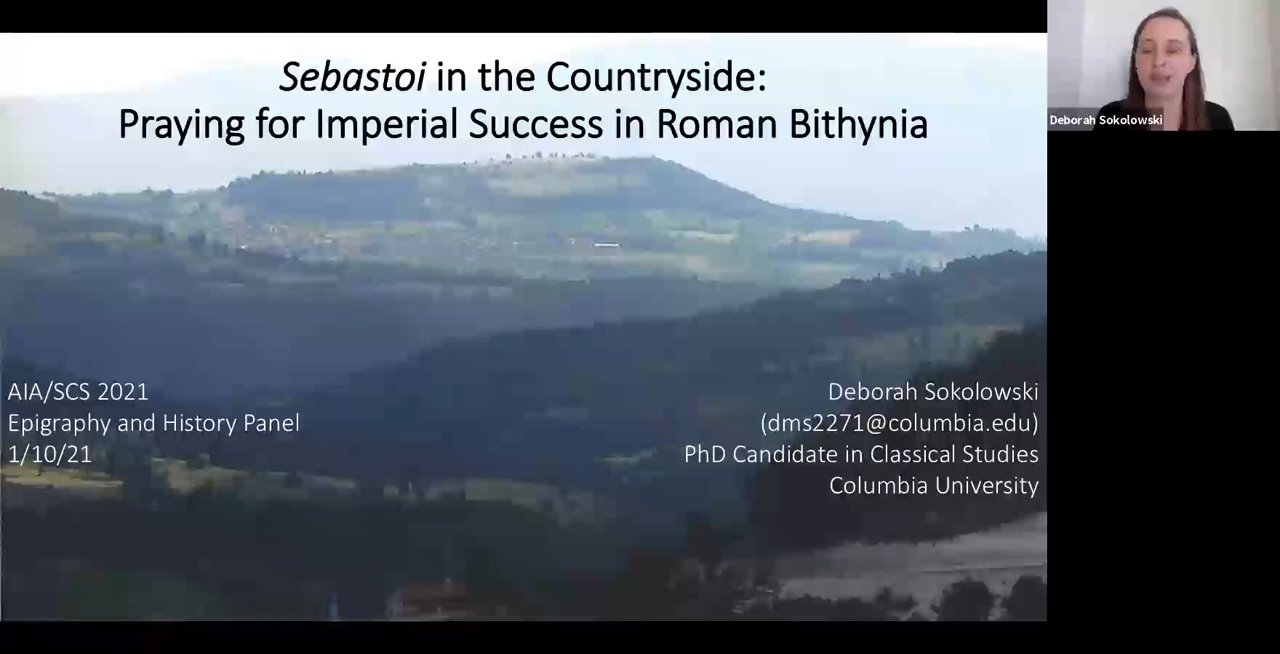 Sebastoi in the Countryside:
Praying for Imperial Success in Roman Bithynia
Deborah Sokolowski
AIA/SCS 2021
Epigraphy and History Panel
1/10/21
Deborah Sokolowski
(dms2271@columbia.edu)
PhD Candidate in Classical Studies
Columbia University